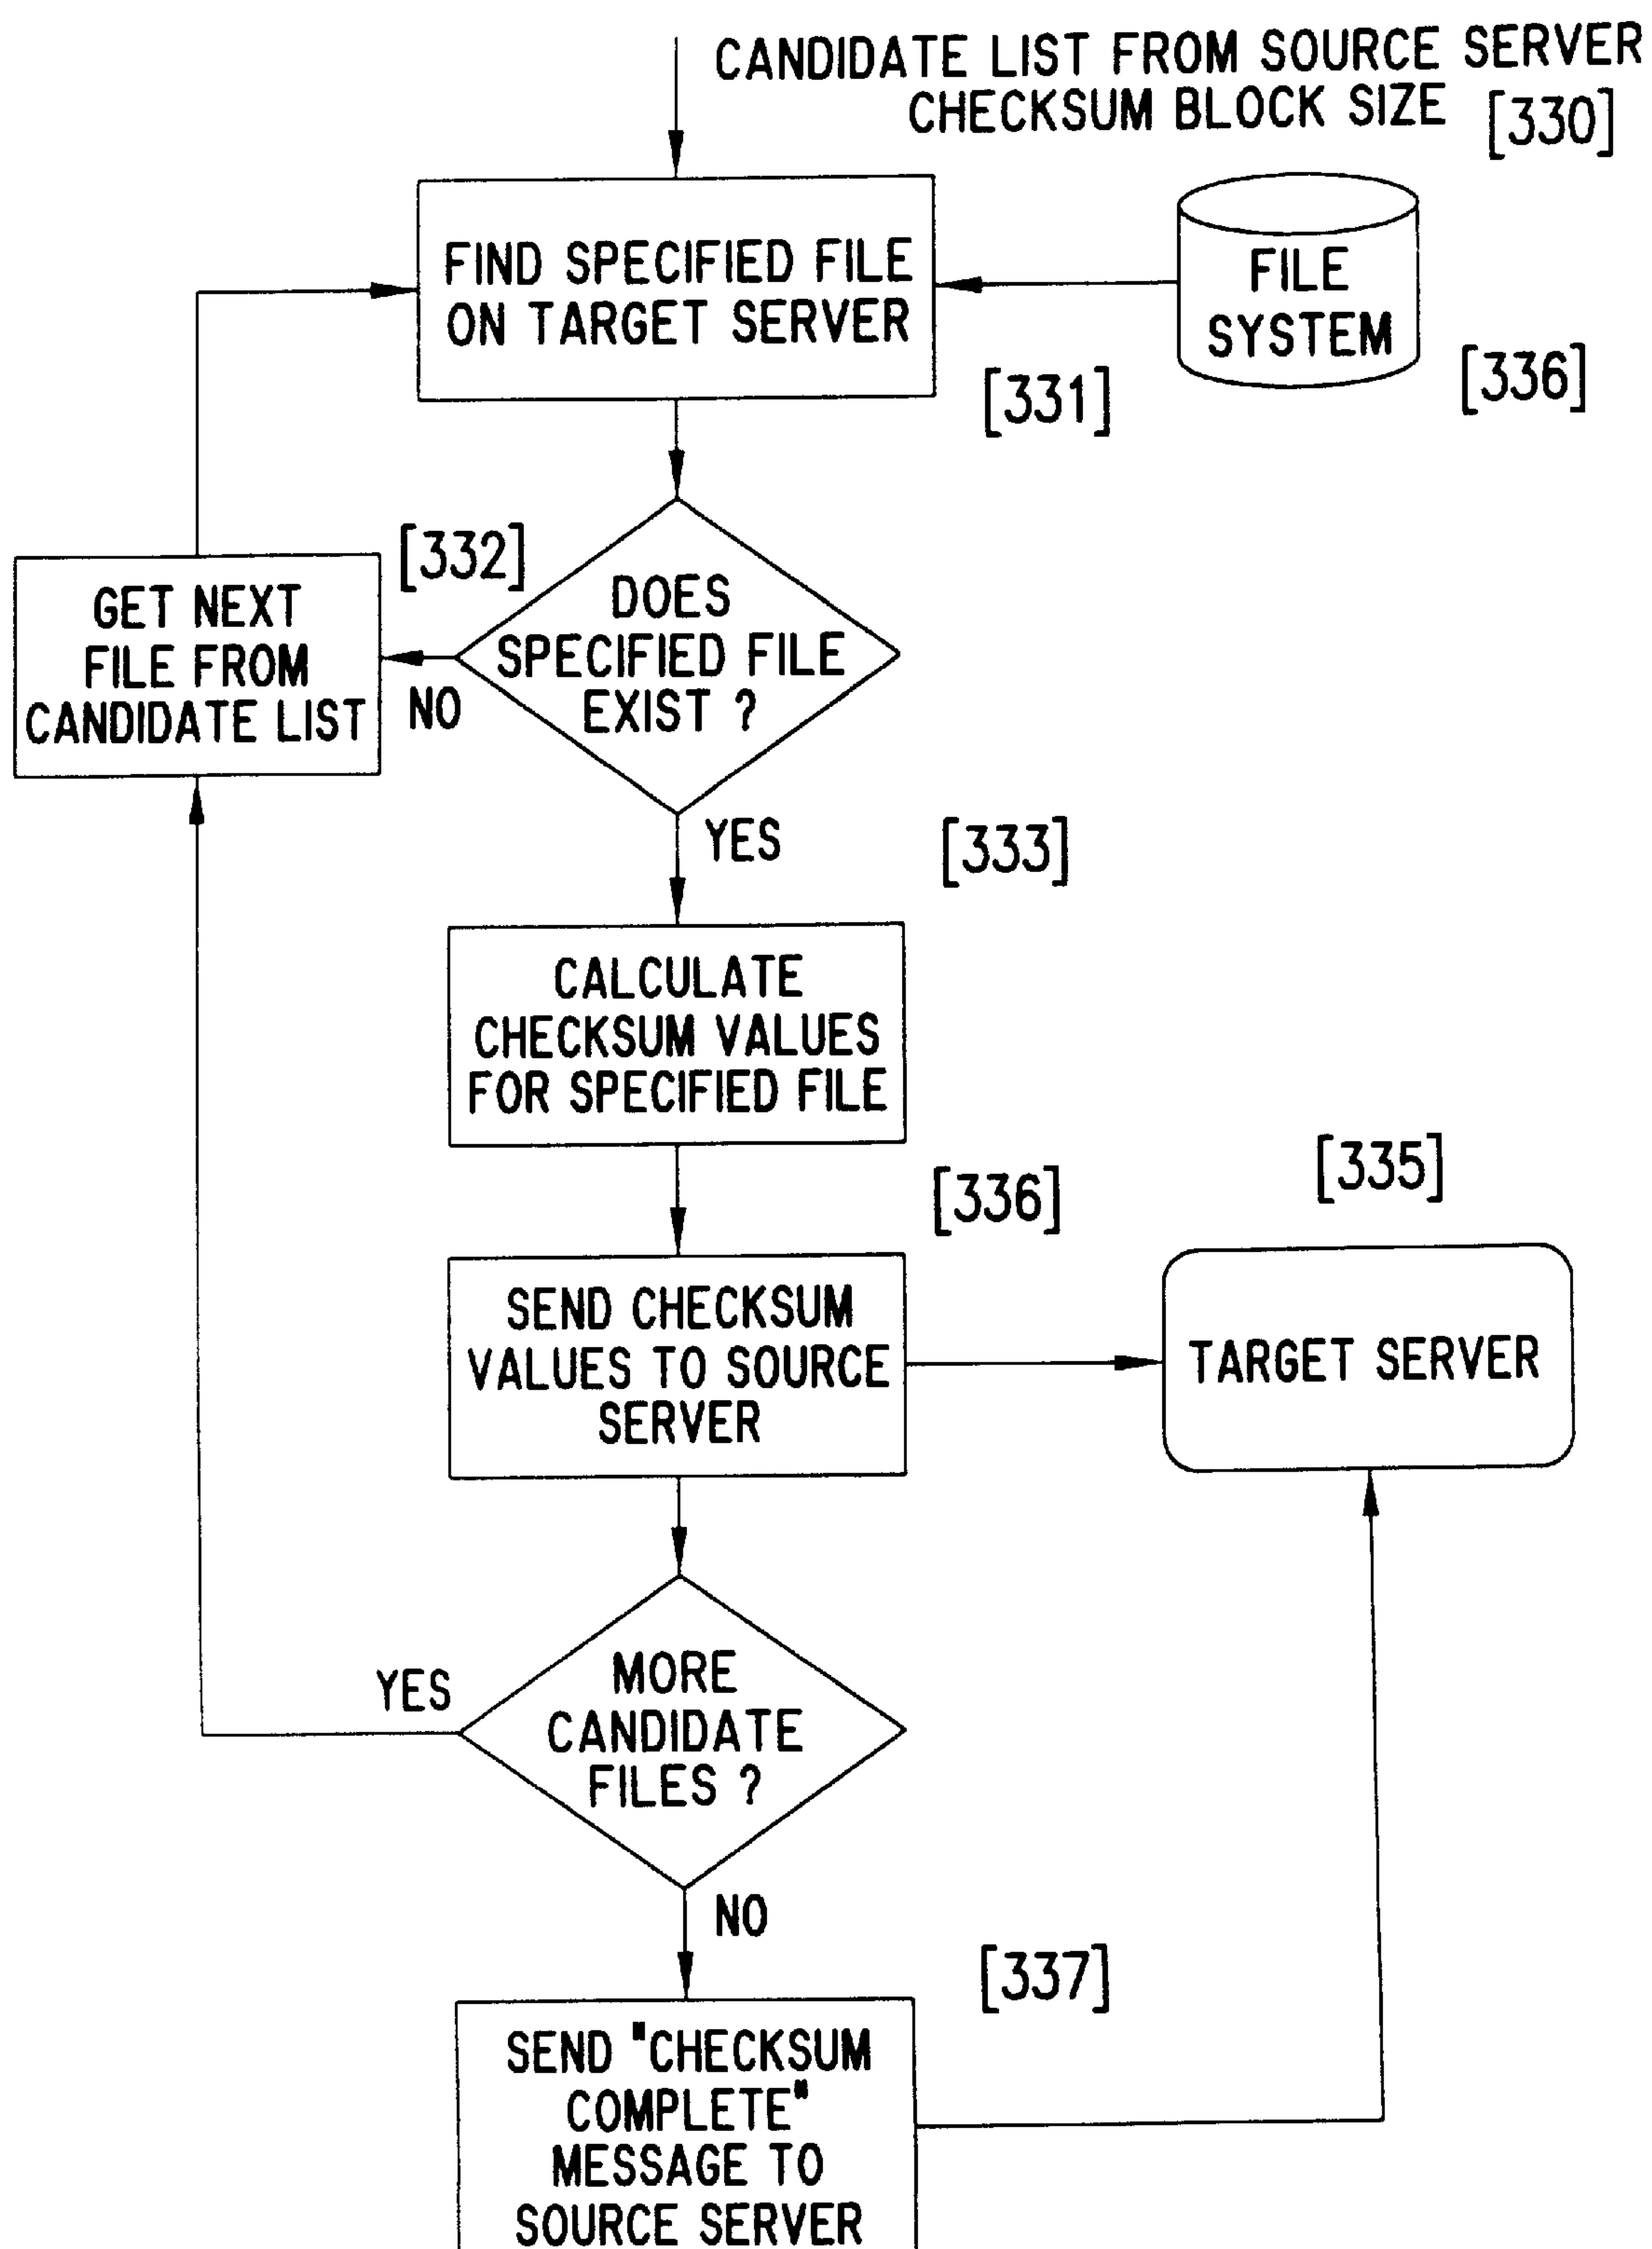 CANDIDATE LIST FROM SOURCE SERVER
CHECKSUM BLOCK SIZE [330]
FIND SPECIFIED FILE
ON TARGET SERVER
[331]
FILE
SYSTEM
[336]
GET NEXT
FILE FROM
CANDIDATE LIST
[332]
DOES
SPECIFIED FILE
EXIST ?
NO
YES
[333]
CALCULATE
CHECKSUM VALUES
FOR SPECIFIED FILE
[336]
[335]
SEND CHECKSUM
VALUES TO SOURCE
SERVER
TARGET SERVER
MORE
CANDIDATE
FILES ?
YES
NO
[337]
SEND "CHECKSUM
COMPLETE"
MESSAGE TO
SOURCE SERVER